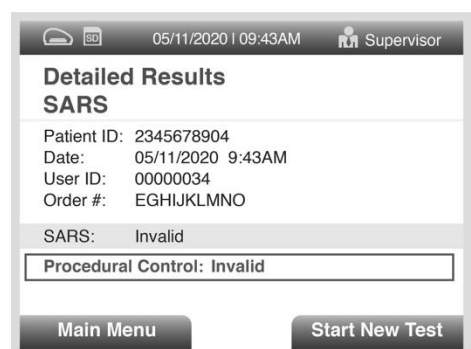 SD 05/11/2020 | 09:43AM Supervisor
Detailed Results
SARS
Patient ID: 2345678904
Date: 05/11/2020 9:43AM
User ID: 00000034
Order #: EGHIJKLMNO
SARS: Invalid
Procedural Control: Invalid
Main Menu Start New Test